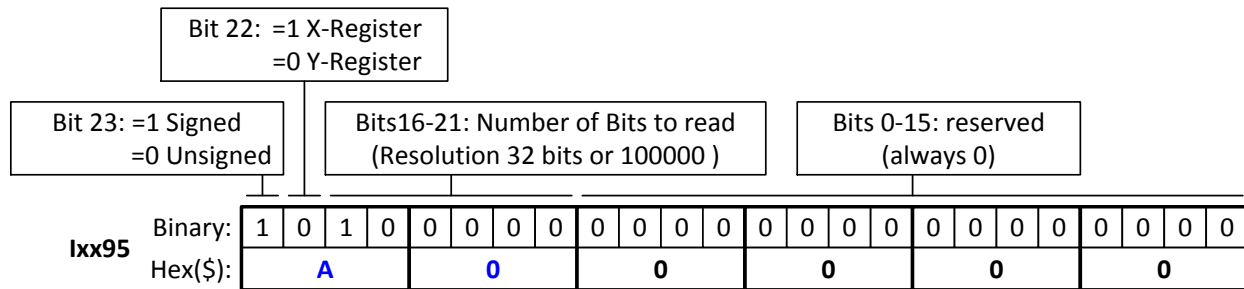 Bit 22: =1 X-Register
=0 Y-Register
Bit 23: =1 Signed
=0 Unsigned
Bits16-21: Number of Bits to read
(Resolution 32 bits or 100000 )
Bits 0-15: reserved
(always 0)
Ixx95
Binary: 1 0 1 0 0 0 0 0 0 0 0 0 0 0 0 0 0 0 0 0 0 0 0 0
Hex($): A 0 0 0 0 0